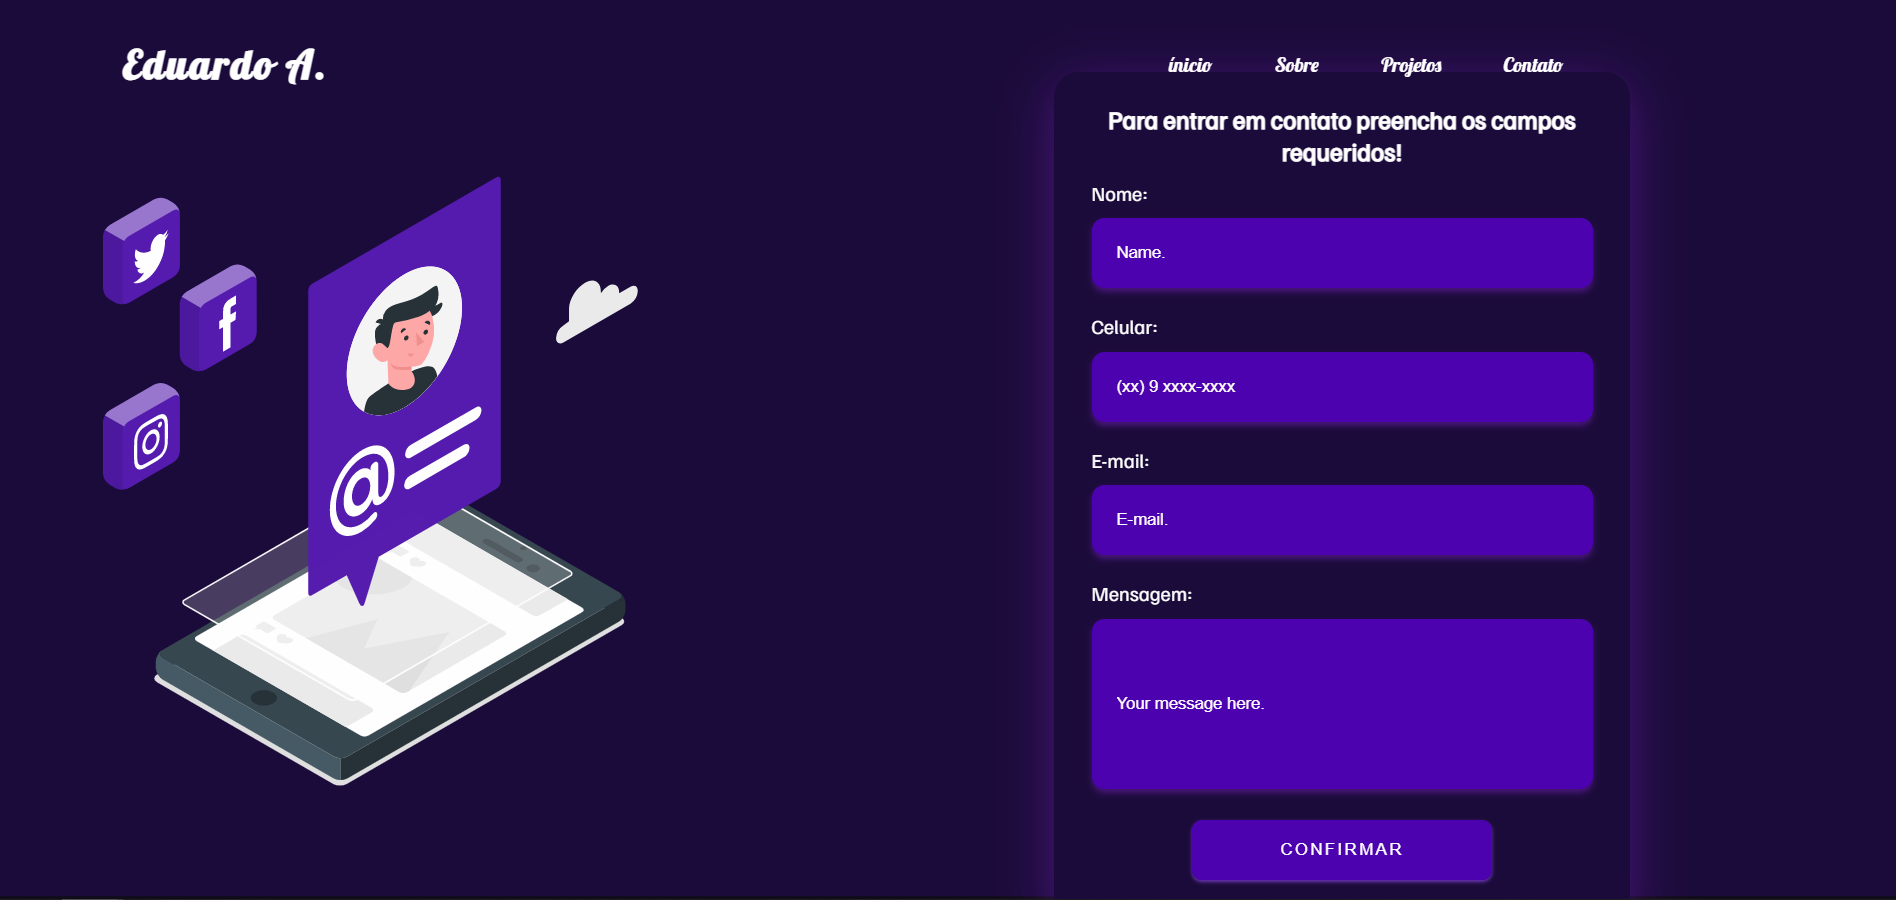 Eduardo A.
ínicio Sobre Projetos Contato
Para entrar em contato preencha os campos
requeridos!
Nome:
Name.
Celular:
(xx) 9 xxxx-xxxx
E-mail:
E-mail.
Mensagem:
Your message here.
CONFIRMAR
@